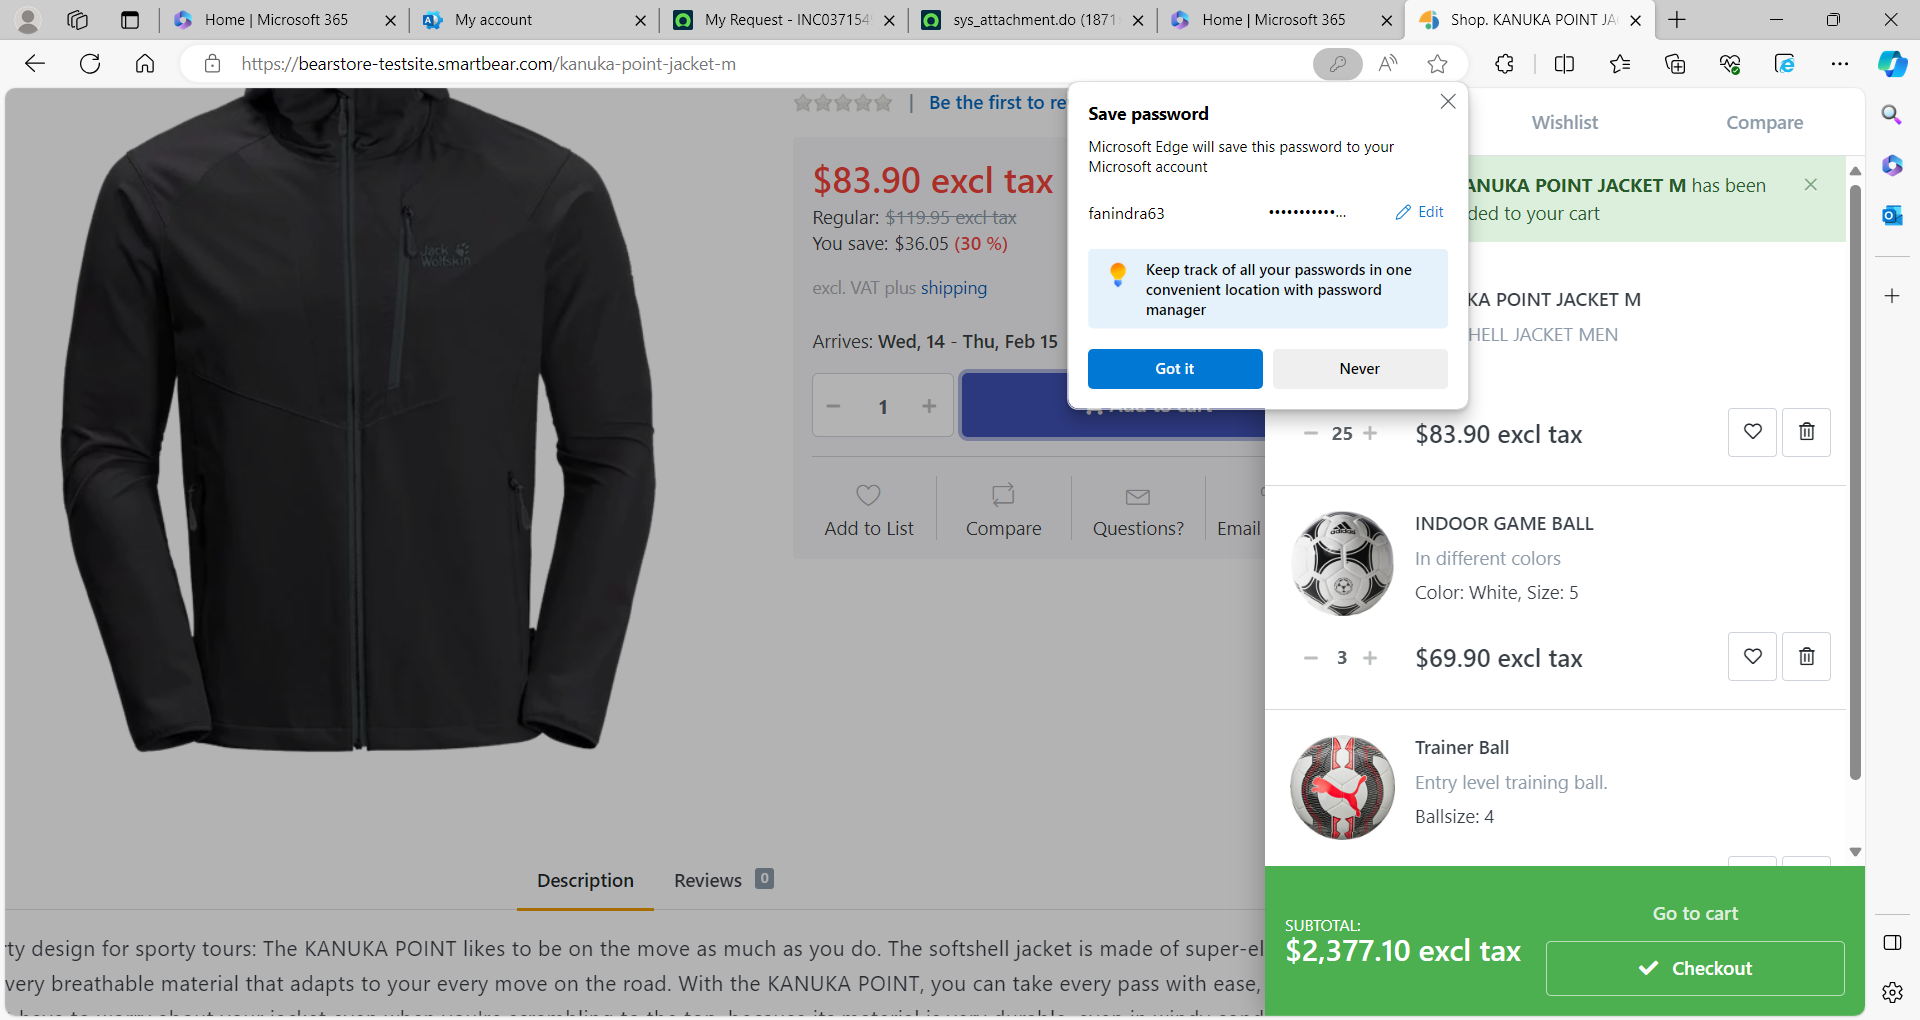 Home | Microsoft 365
My account
My Request - INC037154
sys_attachment.do (1871
Home | Microsoft 365
Shop. KANUKA POINT JA
https://bearstore-testsite.smartbear.com/kanuka-point-jacket-m
Be the first to re
$83.90 excl tax
Regular: $119.95 excl tax
You save: $36.05 (30 %)
excl. VAT plus shipping
Arrives: Wed, 14 - Thu, Feb 15
1
Add to cart
Add to List
Compare
Questions?
Email
Jack
Wolfskin
Save password
Microsoft Edge will save this password to your
Microsoft account
fanindra63
•••••••••••...
Edit
Keep track of all your passwords in one
convenient location with password
manager
Got it
Never
Wishlist
Compare
ANUKA POINT JACKET M has been
ded to your cart
KA POINT JACKET M
HELL JACKET MEN
25
$83.90 excl tax
INDOOR GAME BALL
In different colors
Color: White, Size: 5
adidas
3
$69.90 excl tax
Trainer Ball
Entry level training ball.
Ballsize: 4
SUBTOTAL:
$2,377.10 excl tax
Go to cart
Checkout
Description
Reviews 0
ty design for sporty tours: The KANUKA POINT likes to be on the move as much as you do. The softshell jacket is made of super-el
very breathable material that adapts to your every move on the road. With the KANUKA POINT, you can take every pass with ease,